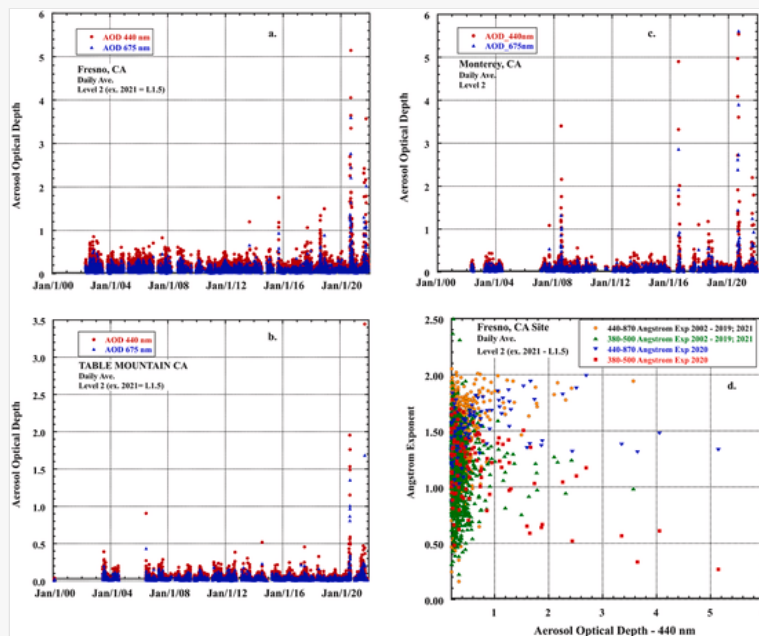 a.
AOD 440 nm
AOD 675 nm
Fresno, CA
Daily Ave.
Level 2 (ex. 2021 = L1.5)
Aerosol Optical Depth
6
5
4
3
2
1
0
Jan/1/00 Jan/1/04 Jan/1/08 Jan/1/12 Jan/1/16 Jan/1/20
c.
AOD_440nm
AOD_675nm
Monterey, CA
Daily Ave.
Level 2
Aerosol Optical Depth
6
5
4
3
2
1
0
Jan/1/00 Jan/1/04 Jan/1/08 Jan/1/12 Jan/1/16 Jan/1/20
b.
AOD 440 nm
AOD 675 nm
TABLE MOUNTAIN CA
Daily Ave.
Level 2 (ex. 2021= L1.5)
Aerosol Optical Depth
3.5
3.0
2.5
2.0
1.5
1.0
0.5
0.0
Jan/1/00 Jan/1/04 Jan/1/08 Jan/1/12 Jan/1/16 Jan/1/20
Fresno, CA Site
Daily Ave.
Level 2 (ex. 2021 - L1.5)
440-870 Angstrom Exp 2002 - 2019; 2021
380-500 Angstrom Exp 2002 - 2019; 2021
440-870 Angstrom Exp 2020
380-500 Angstrom Exp 2020
d.
Angstrom Exponent
2.50
2.00
1.50
1.00
0.50
0.00
1 2 3 4 5
Aerosol Optical Depth - 440 nm